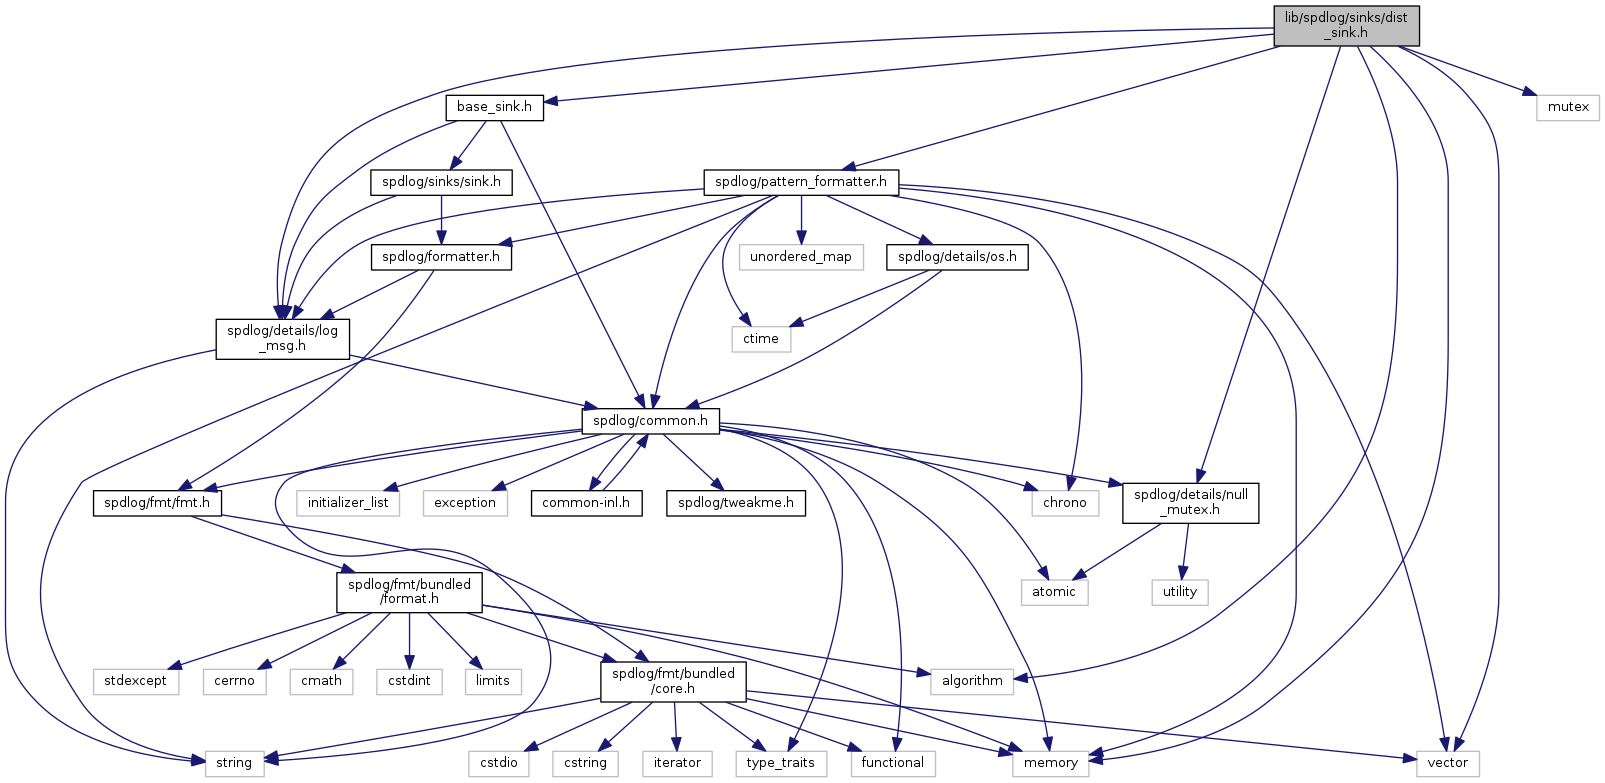 lib/spdlog/sinks/dist
_sink.h
base_sink.h
mutex
spdlog/sinks/sink.h
spdlog/pattern_formatter.h
spdlog/formatter.h
unordered_map
spdlog/details/os.h
spdlog/details/log
_msg.h
ctime
spdlog/common.h
spdlog/fmt/fmt.h
initializer_list
exception
common-inl.h
spdlog/tweakme.h
chrono
spdlog/details/null
_mutex.h
spdlog/fmt/bundled
/format.h
atomic
utility
stdexcept
cerrno
cmath
cstdint
limits
spdlog/fmt/bundled
/core.h
algorithm
string
cstdio
cstring
iterator
type_traits
functional
memory
vector